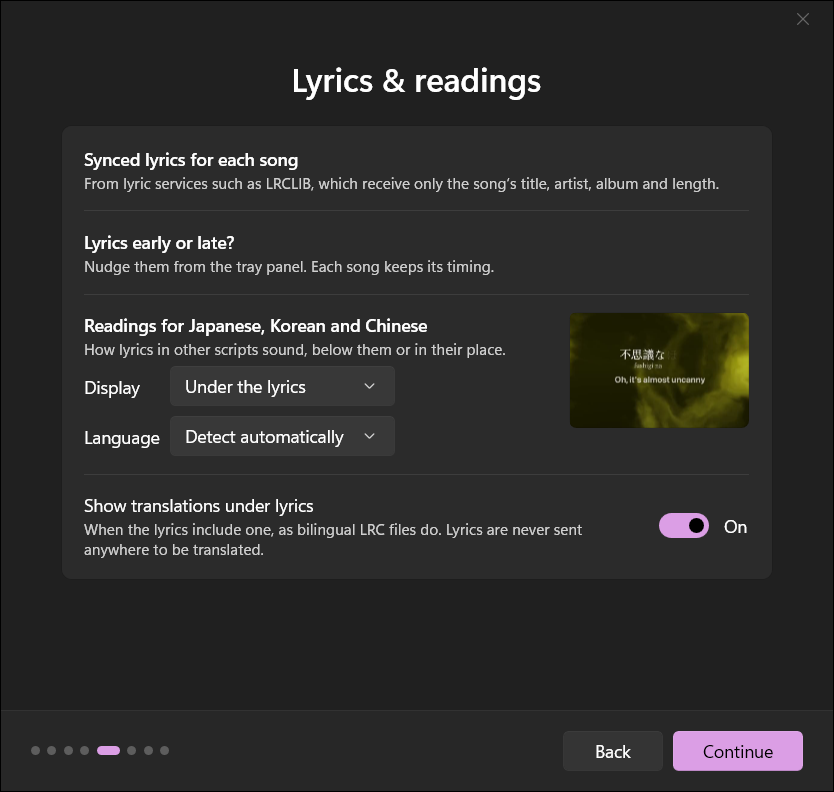 Lyrics & readings
Synced lyrics for each song
From lyric services such as LRCLIB, which receive only the song’s title, artist, album and length.
Lyrics early or late?
Nudge them from the tray panel. Each song keeps its timing.
Readings for Japanese, Korean and Chinese
How lyrics in other scripts sound, below them or in their place.
Display
Under the lyrics
Language
Detect automatically
不思議な
Oh, it's almost uncanny
Show translations under lyrics
When the lyrics include one, as bilingual LRC files do. Lyrics are never sent
anywhere to be translated.
On
Back
Continue